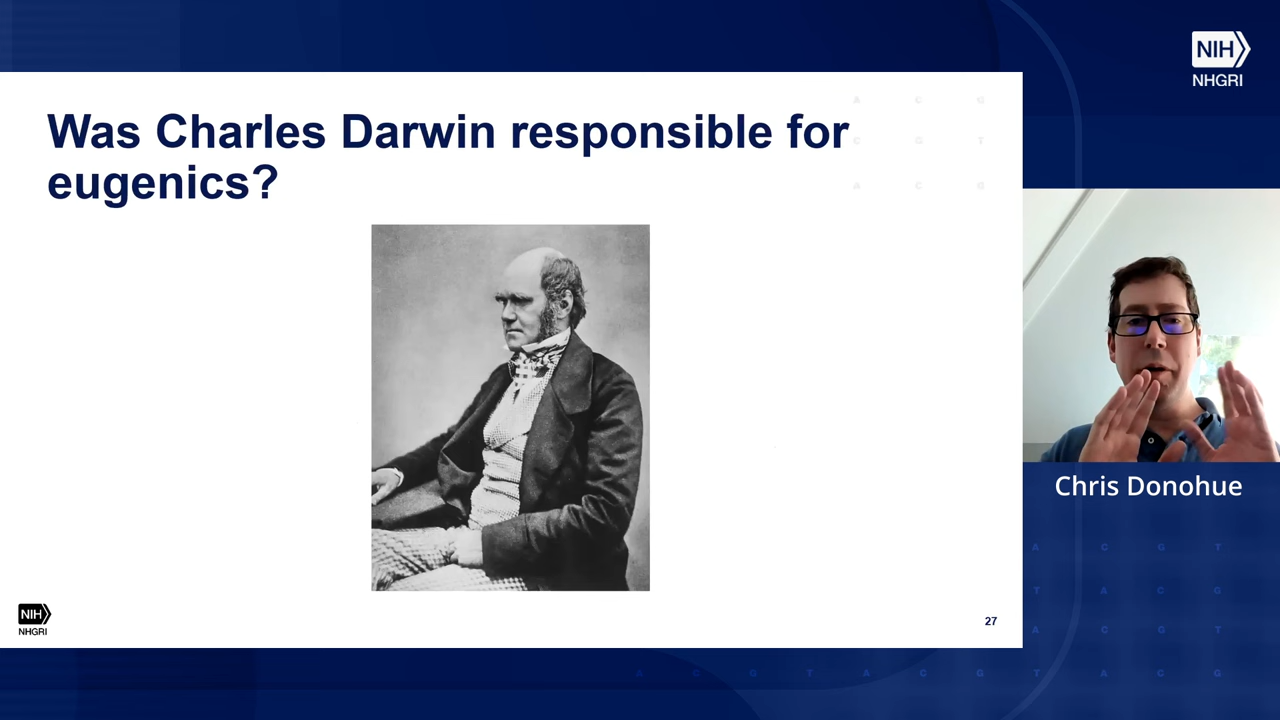 NIH
NHGRI
Was Charles Darwin responsible for
eugenics?
A C G
C G T
A C G
Chris Donohue
NIH
NHGRI
27
A C G T
T A C G
A C G T
A C G T A C G T A C G